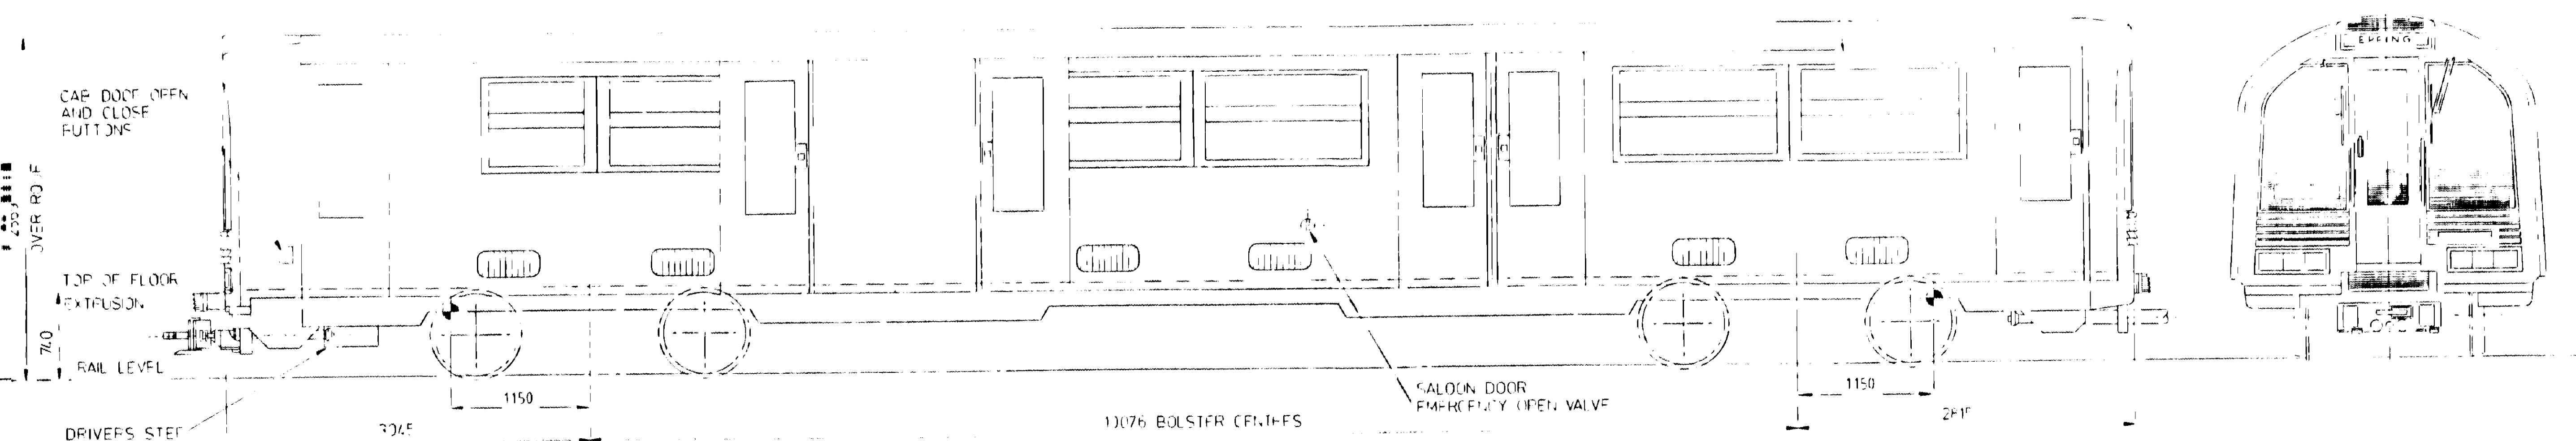 EPPING
CAB DOOR OPEN
AND CLOSE
BUTTONS
OVER ROOF
TOP OF FLOOR
EXTRUSION
740
RAIL LEVEL
DRIVERS STEP
1150
3045
10076 BOLSTER CENTRES
SALOON DOOR
EMERGENCY OPEN VALVE
1150